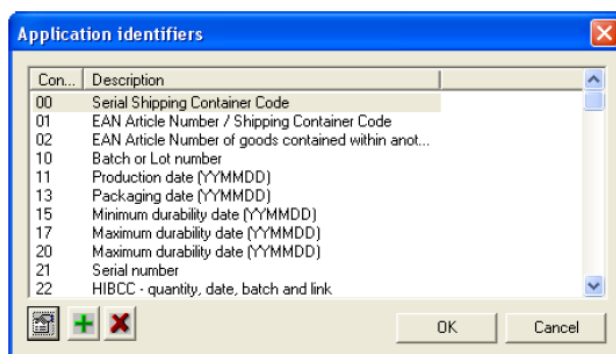 Application identifiers
Con... Description
00 Serial Shipping Container Code
01 EAN Article Number / Shipping Container Code
02 EAN Article Number of goods contained within anot...
10 Batch or Lot number
11 Production date (YYMMDD)
13 Packaging date (YYMMDD)
15 Minimum durability date (YYMMDD)
17 Maximum durability date (YYMMDD)
20 Maximum durability date (YYMMDD)
21 Serial number
22 HIBCC - quantity, date, batch and link
OK Cancel